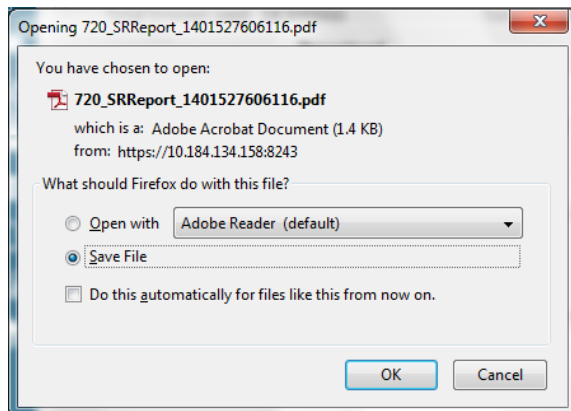 Opening 720_SRReport_1401527606116.pdf
You have chosen to open:
720_SRReport_1401527606116.pdf
which is a: Adobe Acrobat Document (1.4 KB)
from: https://10.184.134.158:8243
What should Firefox do with this file?
Open with Adobe Reader (default)
Save File
Do this automatically for files like this from now on.
OK Cancel